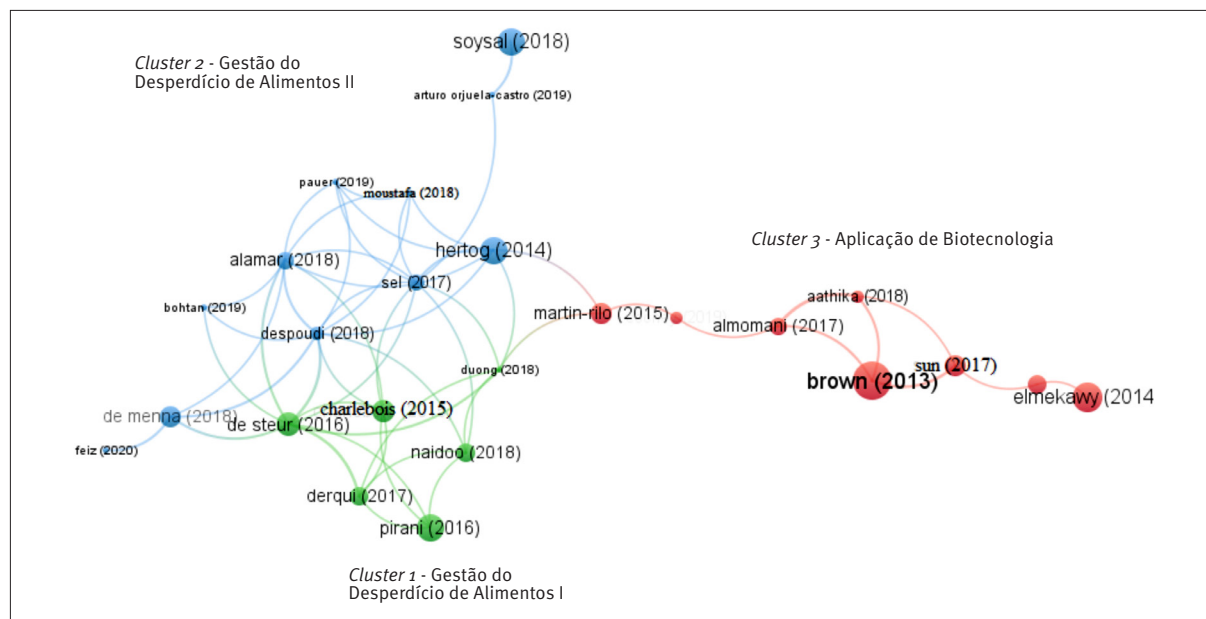 soysal (2018)
Cluster 2 - Gestão do
Desperdício de Alimentos II
arturo orjuela-castro (2019)
pauer (2019)
moustafa (2018)
hertog (2014)
Cluster 3 - Aplicação de Biotecnologia
alamar (2018)
sel (2017)
aathika (2018)
bohtan (2019)
martin-rilo (2015)
almomani (2017)
despoudi (2018)
duong (2018)
sun (2017)
brown (2013)
elmekawy (2014
charlebois (2015)
de menna (2018)
de steur (2016)
feiz (2020)
naidoo (2018)
derqui (2017)
pirani (2016)
Cluster 1 - Gestão do
Desperdício de Alimentos I